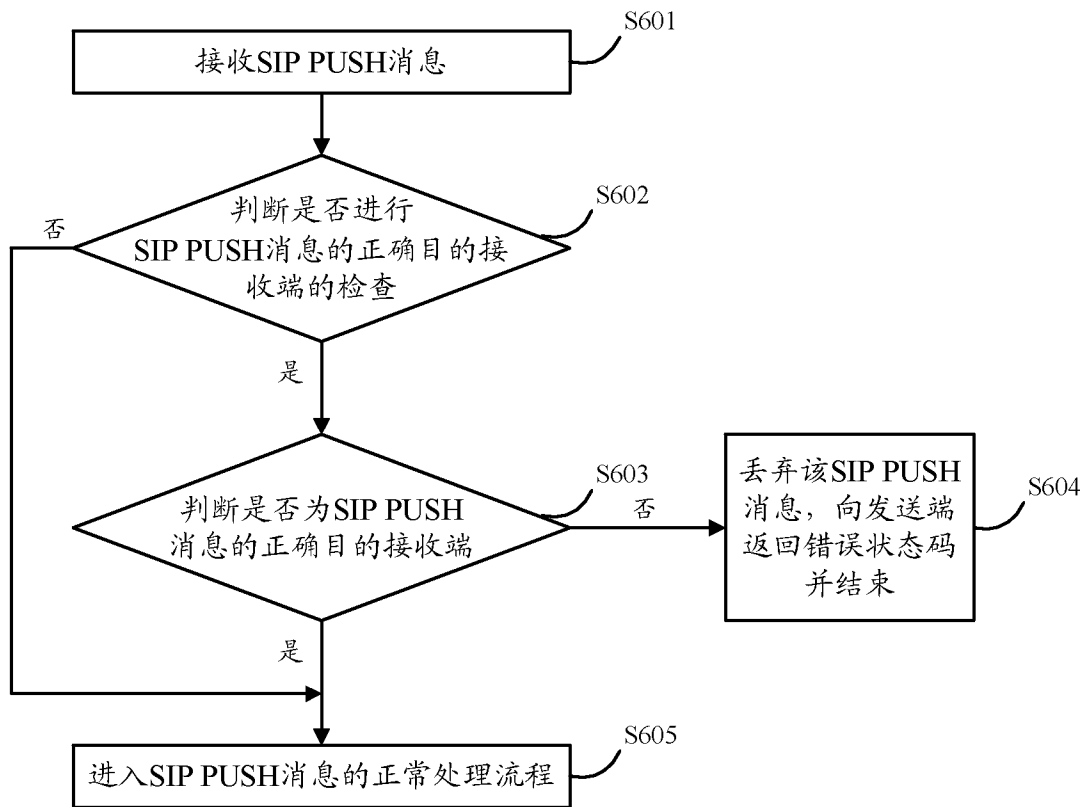 S601
接收SIP PUSH消息
S602
判断是否进行
SIP PUSH消息的正确目的接
收端的检查
否
是
S603
判断是否为SIP PUSH
消息的正确目的接收端
否
S604
丢弃该SIP PUSH
消息，向发送端
返回错误状态码
并结束
是
S605
进入SIP PUSH消息的正常处理流程